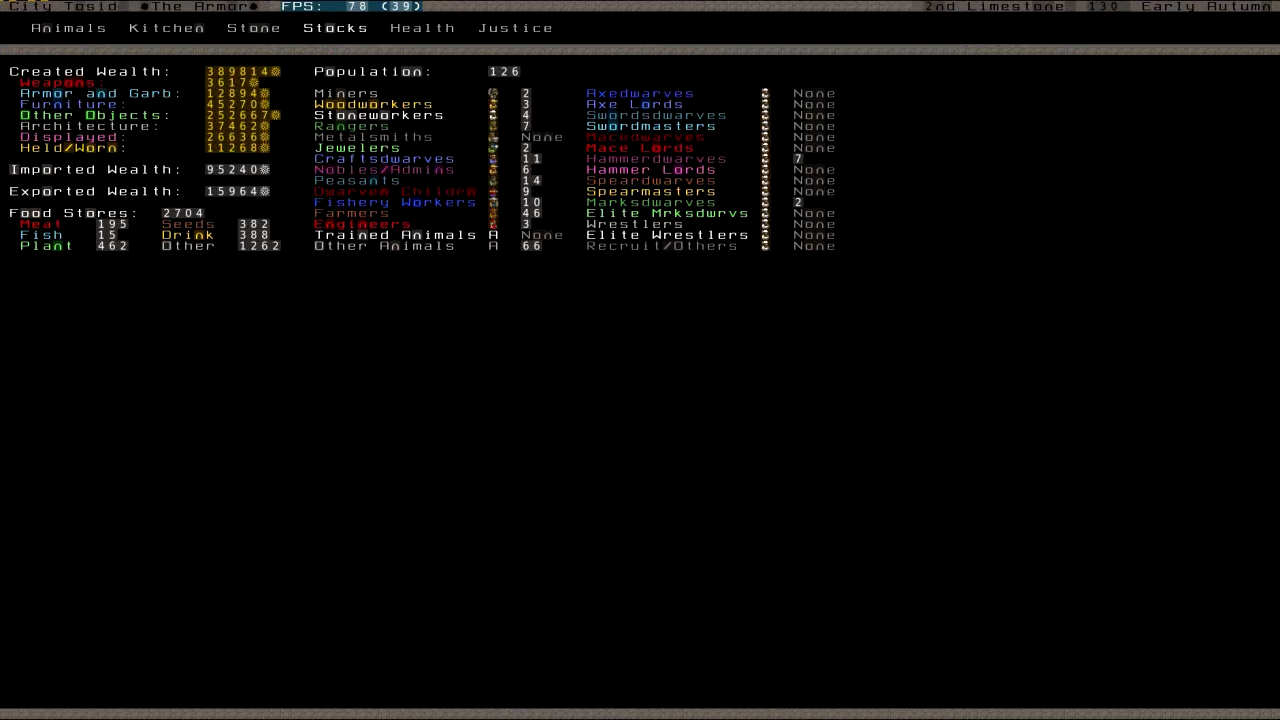 City Tosid ☼The Armor☼ FPS: 78 (39) 2nd Limestone 130 Early Autumn
Animals Kitchen Stone Stocks Health Justice
Created Wealth: 389814☼ Population: 126
Weapons: 3617☼
Armor and Garb: 12894☼ Miners 2 Axedwarves None
Furniture: 45270☼ Woodworkers 3 Axe Lords None
Other Objects: 252667☼ Stoneworkers 4 Swordsdwarves None
Architecture: 37462☼ Rangers 7 Swordmasters None
Displayed: 26636☼ Metalsmiths None Macedwarves None
Held/Worn: 11268☼ Jewelers 2 Mace Lords None
Craftsdwarves 11 Hammerdwarves 7
Imported Wealth: 95240☼ Nobles/Admins 6 Hammer Lords None
Peasants 14 Speardwarves None
Exported Wealth: 15964☼ Dwarven Children 9 Spearmasters None
Fishery Workers 10 Marksdwarves 2
Food Stores: 2704 Farmers 46 Elite Mrksdwrvs None
Meat 195 Seeds 382 Engineers 3 Wrestlers None
Fish 15 Drink 388 Trained Animals A None Elite Wrestlers None
Plant 462 Other 1262 Other Animals A 66 Recruit/Others None